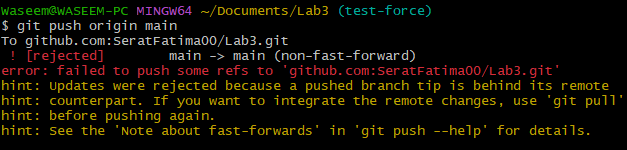 Waseem@WASEEM-PC MINGW64 ~/Documents/Lab3 (test-force)
$ git push origin main
To github.com:SeratFatima00/Lab3.git
 ! [rejected]        main -> main (non-fast-forward)
error: failed to push some refs to 'github.com:SeratFatima00/Lab3.git'
hint: Updates were rejected because a pushed branch tip is behind its remote
hint: counterpart. If you want to integrate the remote changes, use 'git pull'
hint: before pushing again.
hint: See the 'Note about fast-forwards' in 'git push --help' for details.